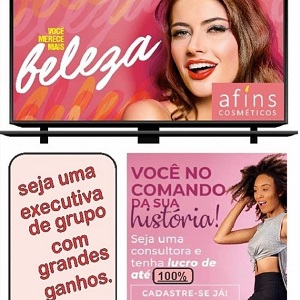 VOCÊ
MERECE
MAIS
beleza
afins
COSMÉTICOS
seja uma
executiva
de grupo
com
grandes
ganhos.
VOCÊ NO
COMANDO
DA SUA
história!
Seja uma
consultora e
tenha lucro de
até 100%
CADASTRE-SE JÁ!